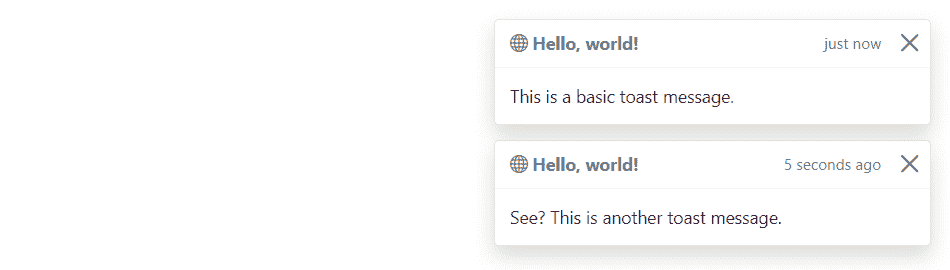 Hello, world! just now
This is a basic toast message.
Hello, world! 5 seconds ago
See? This is another toast message.